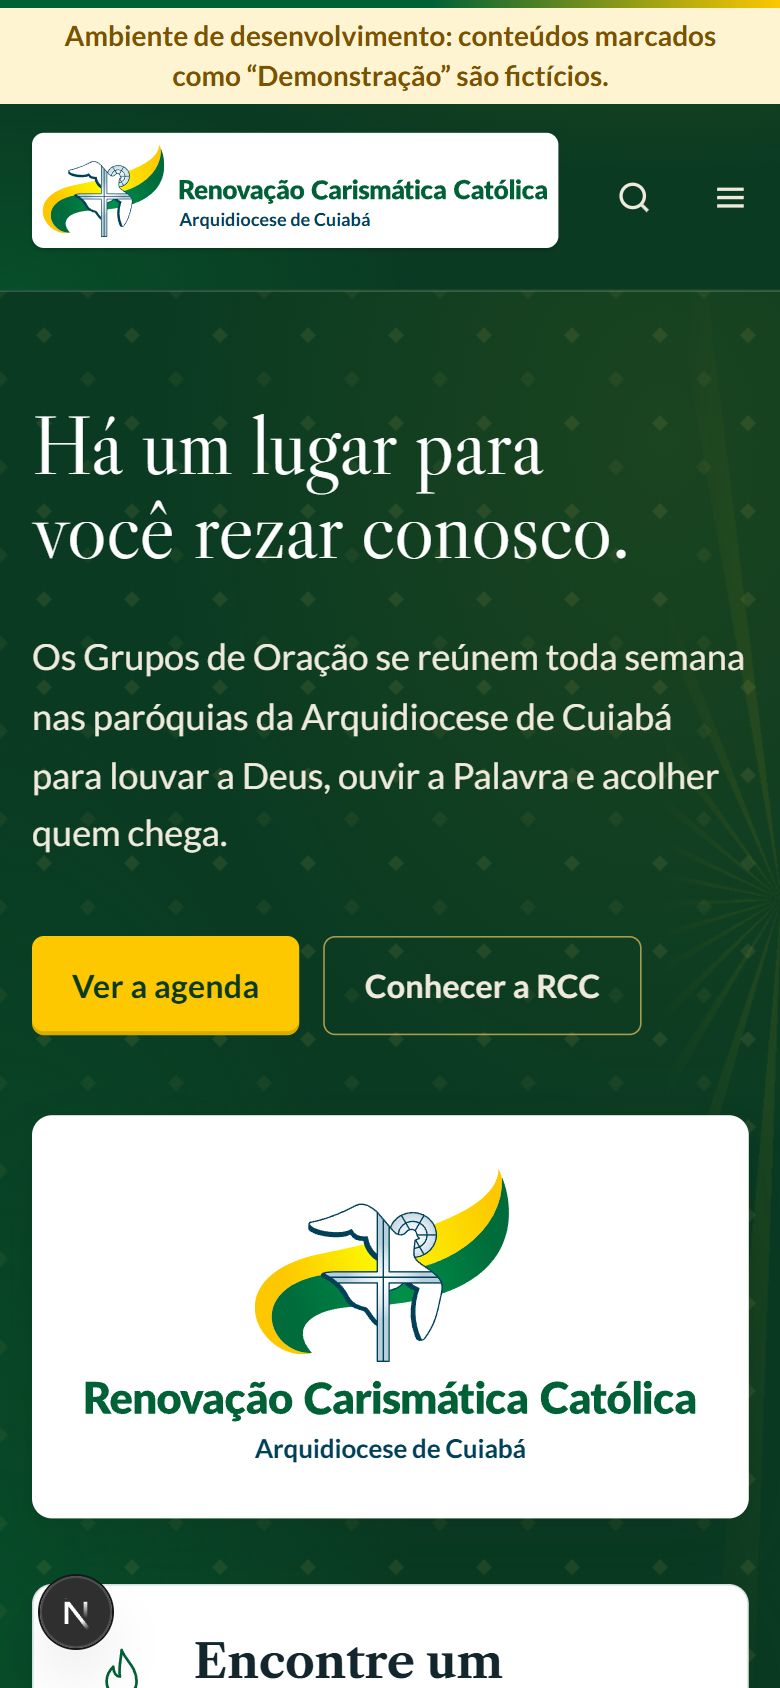 Ambiente de desenvolvimento: conteúdos marcados
como “Demonstração” são fictícios.
Renovação Carismática Católica
Arquidiocese de Cuiabá
Há um lugar para
você rezar conosco.
Os Grupos de Oração se reúnem toda semana
nas paróquias da Arquidiocese de Cuiabá
para louvar a Deus, ouvir a Palavra e acolher
quem chega.
Ver a agenda
Conhecer a RCC
Renovação Carismática Católica
Arquidiocese de Cuiabá
N
Encontre um